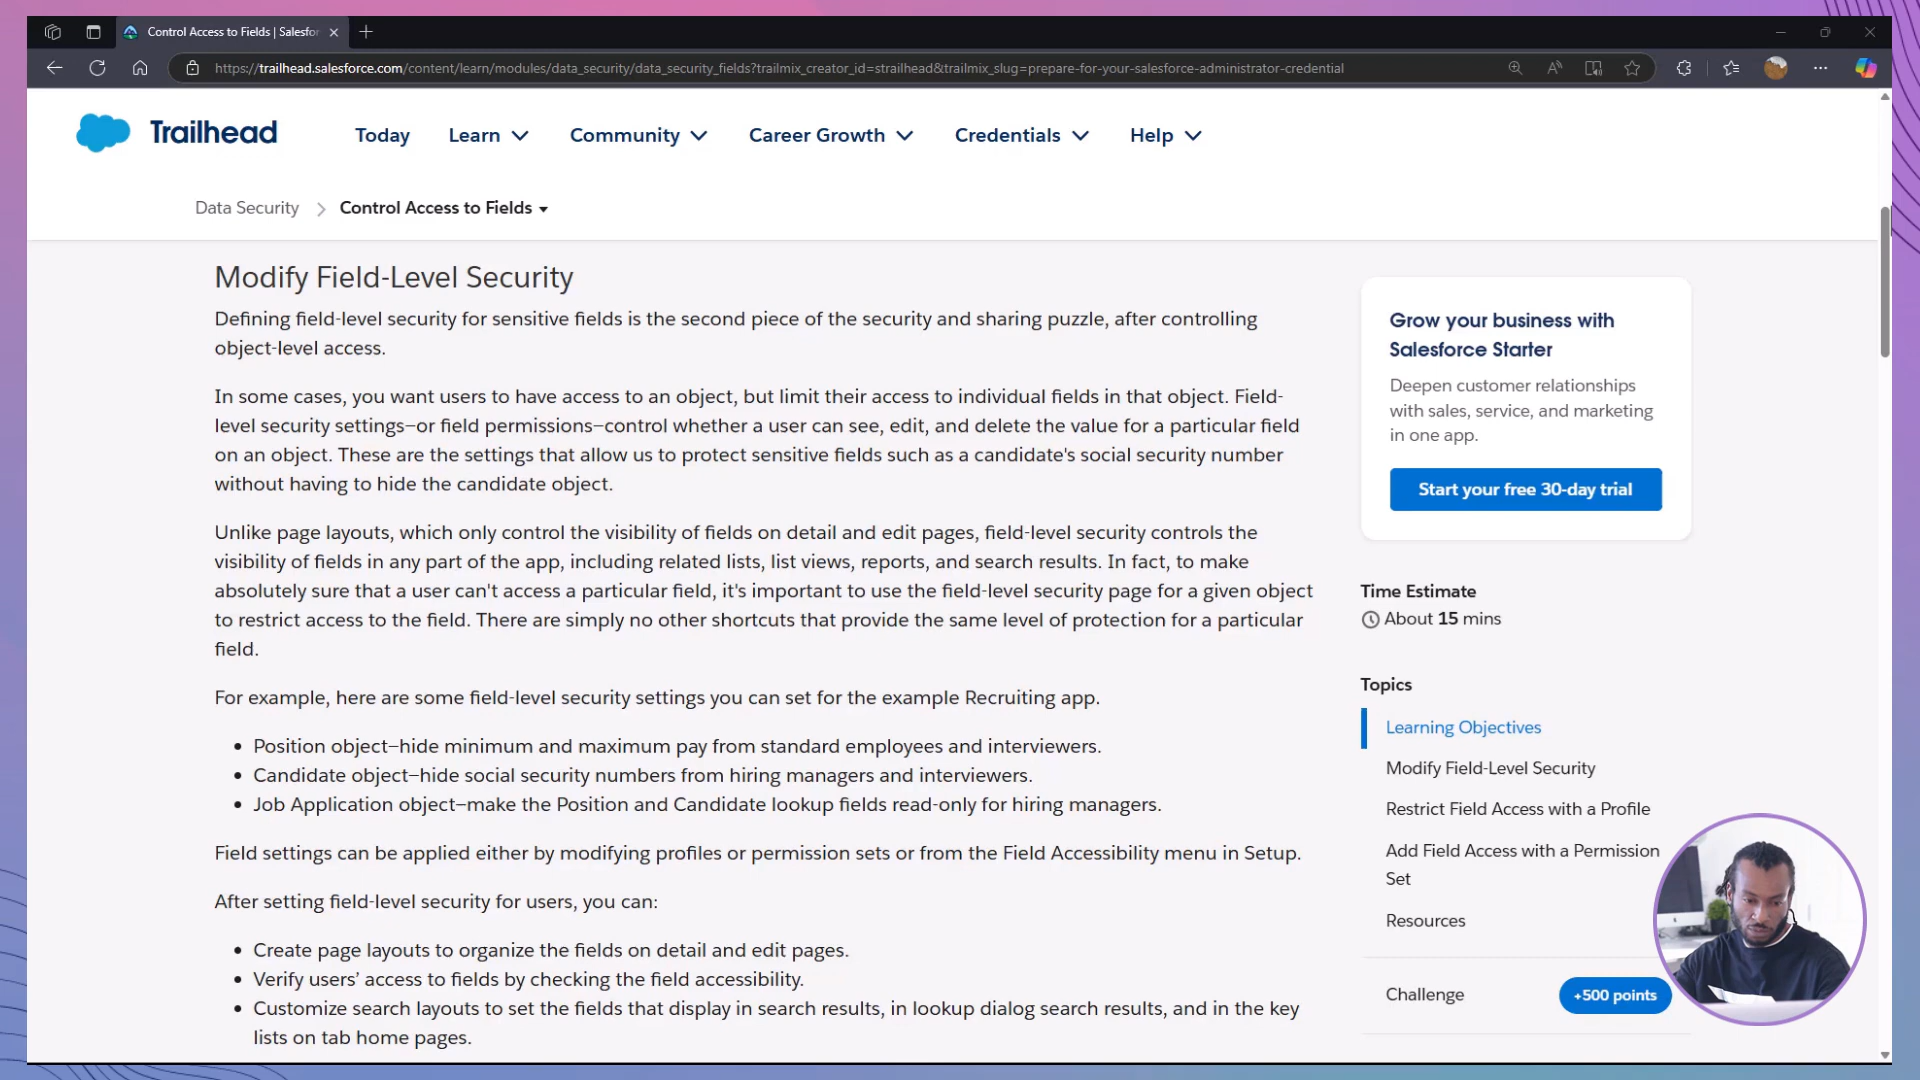 Control Access to Fields | Salesfor
https://trailhead.salesforce.com/content/learn/modules/data_security/data_security_fields?trailmix_creator_id=strailhead&trailmix_slug=prepare-for-your-salesforce-administrator-credential
Trailhead
Today
Learn
Community
Career Growth
Credentials
Help
Data Security
Control Access to Fields
Modify Field-Level Security
Defining field-level security for sensitive fields is the second piece of the security and sharing puzzle, after controlling
object-level access.
In some cases, you want users to have access to an object, but limit their access to individual fields in that object. Field-
level security settings—or field permissions—control whether a user can see, edit, and delete the value for a particular field
on an object. These are the settings that allow us to protect sensitive fields such as a candidate's social security number
without having to hide the candidate object.
Unlike page layouts, which only control the visibility of fields on detail and edit pages, field-level security controls the
visibility of fields in any part of the app, including related lists, list views, reports, and search results. In fact, to make
absolutely sure that a user can't access a particular field, it's important to use the field-level security page for a given object
to restrict access to the field. There are simply no other shortcuts that provide the same level of protection for a particular
field.
For example, here are some field-level security settings you can set for the example Recruiting app.
• Position object—hide minimum and maximum pay from standard employees and interviewers.
• Candidate object—hide social security numbers from hiring managers and interviewers.
• Job Application object—make the Position and Candidate lookup fields read-only for hiring managers.
Field settings can be applied either by modifying profiles or permission sets or from the Field Accessibility menu in Setup.
After setting field-level security for users, you can:
• Create page layouts to organize the fields on detail and edit pages.
• Verify users’ access to fields by checking the field accessibility.
• Customize search layouts to set the fields that display in search results, in lookup dialog search results, and in the key
lists on tab home pages.
Grow your business with
Salesforce Starter
Deepen customer relationships
with sales, service, and marketing
in one app.
Start your free 30-day trial
Time Estimate
About 15 mins
Topics
Learning Objectives
Modify Field-Level Security
Restrict Field Access with a Profile
Add Field Access with a Permission
Set
Resources
Challenge
+500 points